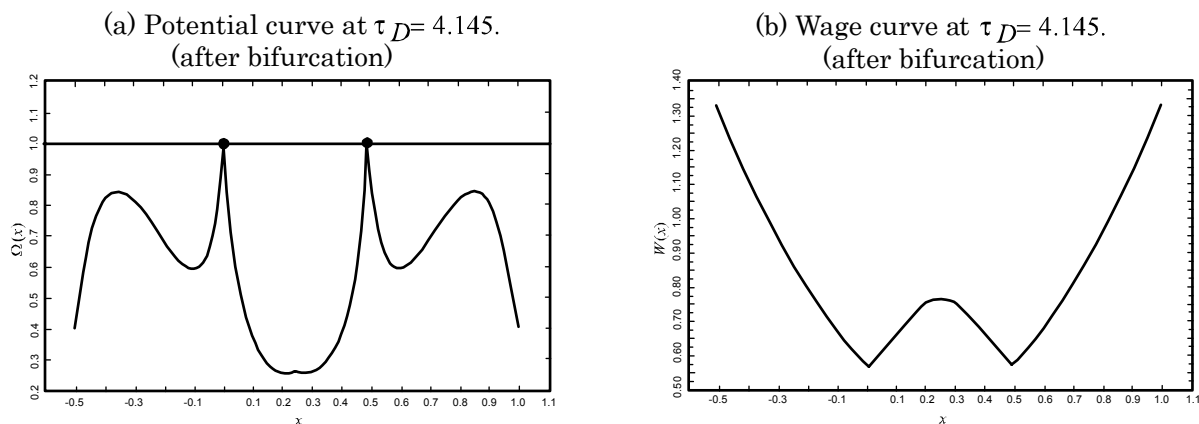 (a) Potential curve at τ D= 4.145.
(after bifurcation)
1.2
1.1
1.0
0.9
0.8
0.7
0.6
0.5
0.4
0.3
0.2
Ω(x)
-0.5 -0.3 -0.1 0.1 0.2 0.3 0.4 0.5 0.6 0.7 0.8 0.9 1.0 1.1
x
(b) Wage curve at τ D= 4.145.
(after bifurcation)
1.40
1.30
1.20
1.10
1.00
0.90
0.80
0.70
0.60
0.50
W(x)
-0.5 -0.3 -0.1 0.1 0.2 0.3 0.4 0.5 0.6 0.7 0.8 0.9 1.0 1.1
x